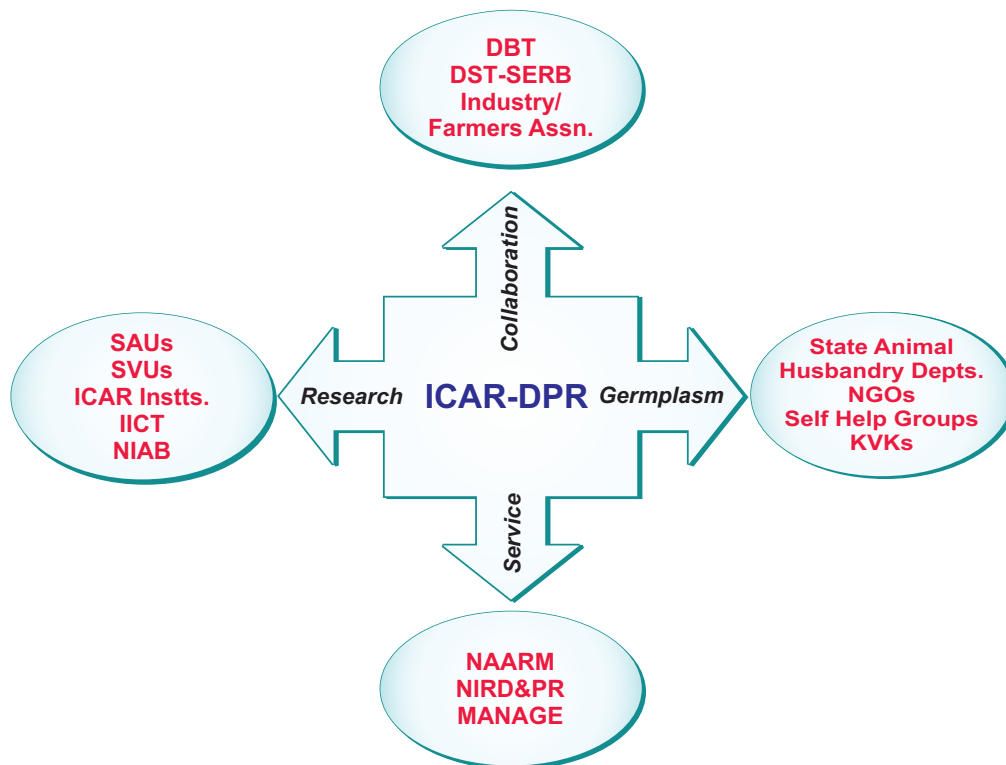 DBT
DST-SERB
Industry/
Farmers Assn.
Collaboration
SAUs
SVUs
ICAR Instts.
IICT
NIAB
Research
ICAR-DPR
Germplasm
State Animal
Husbandry Depts.
NGOs
Self Help Groups
KVKs
Service
NAARM
NIRD&PR
MANAGE